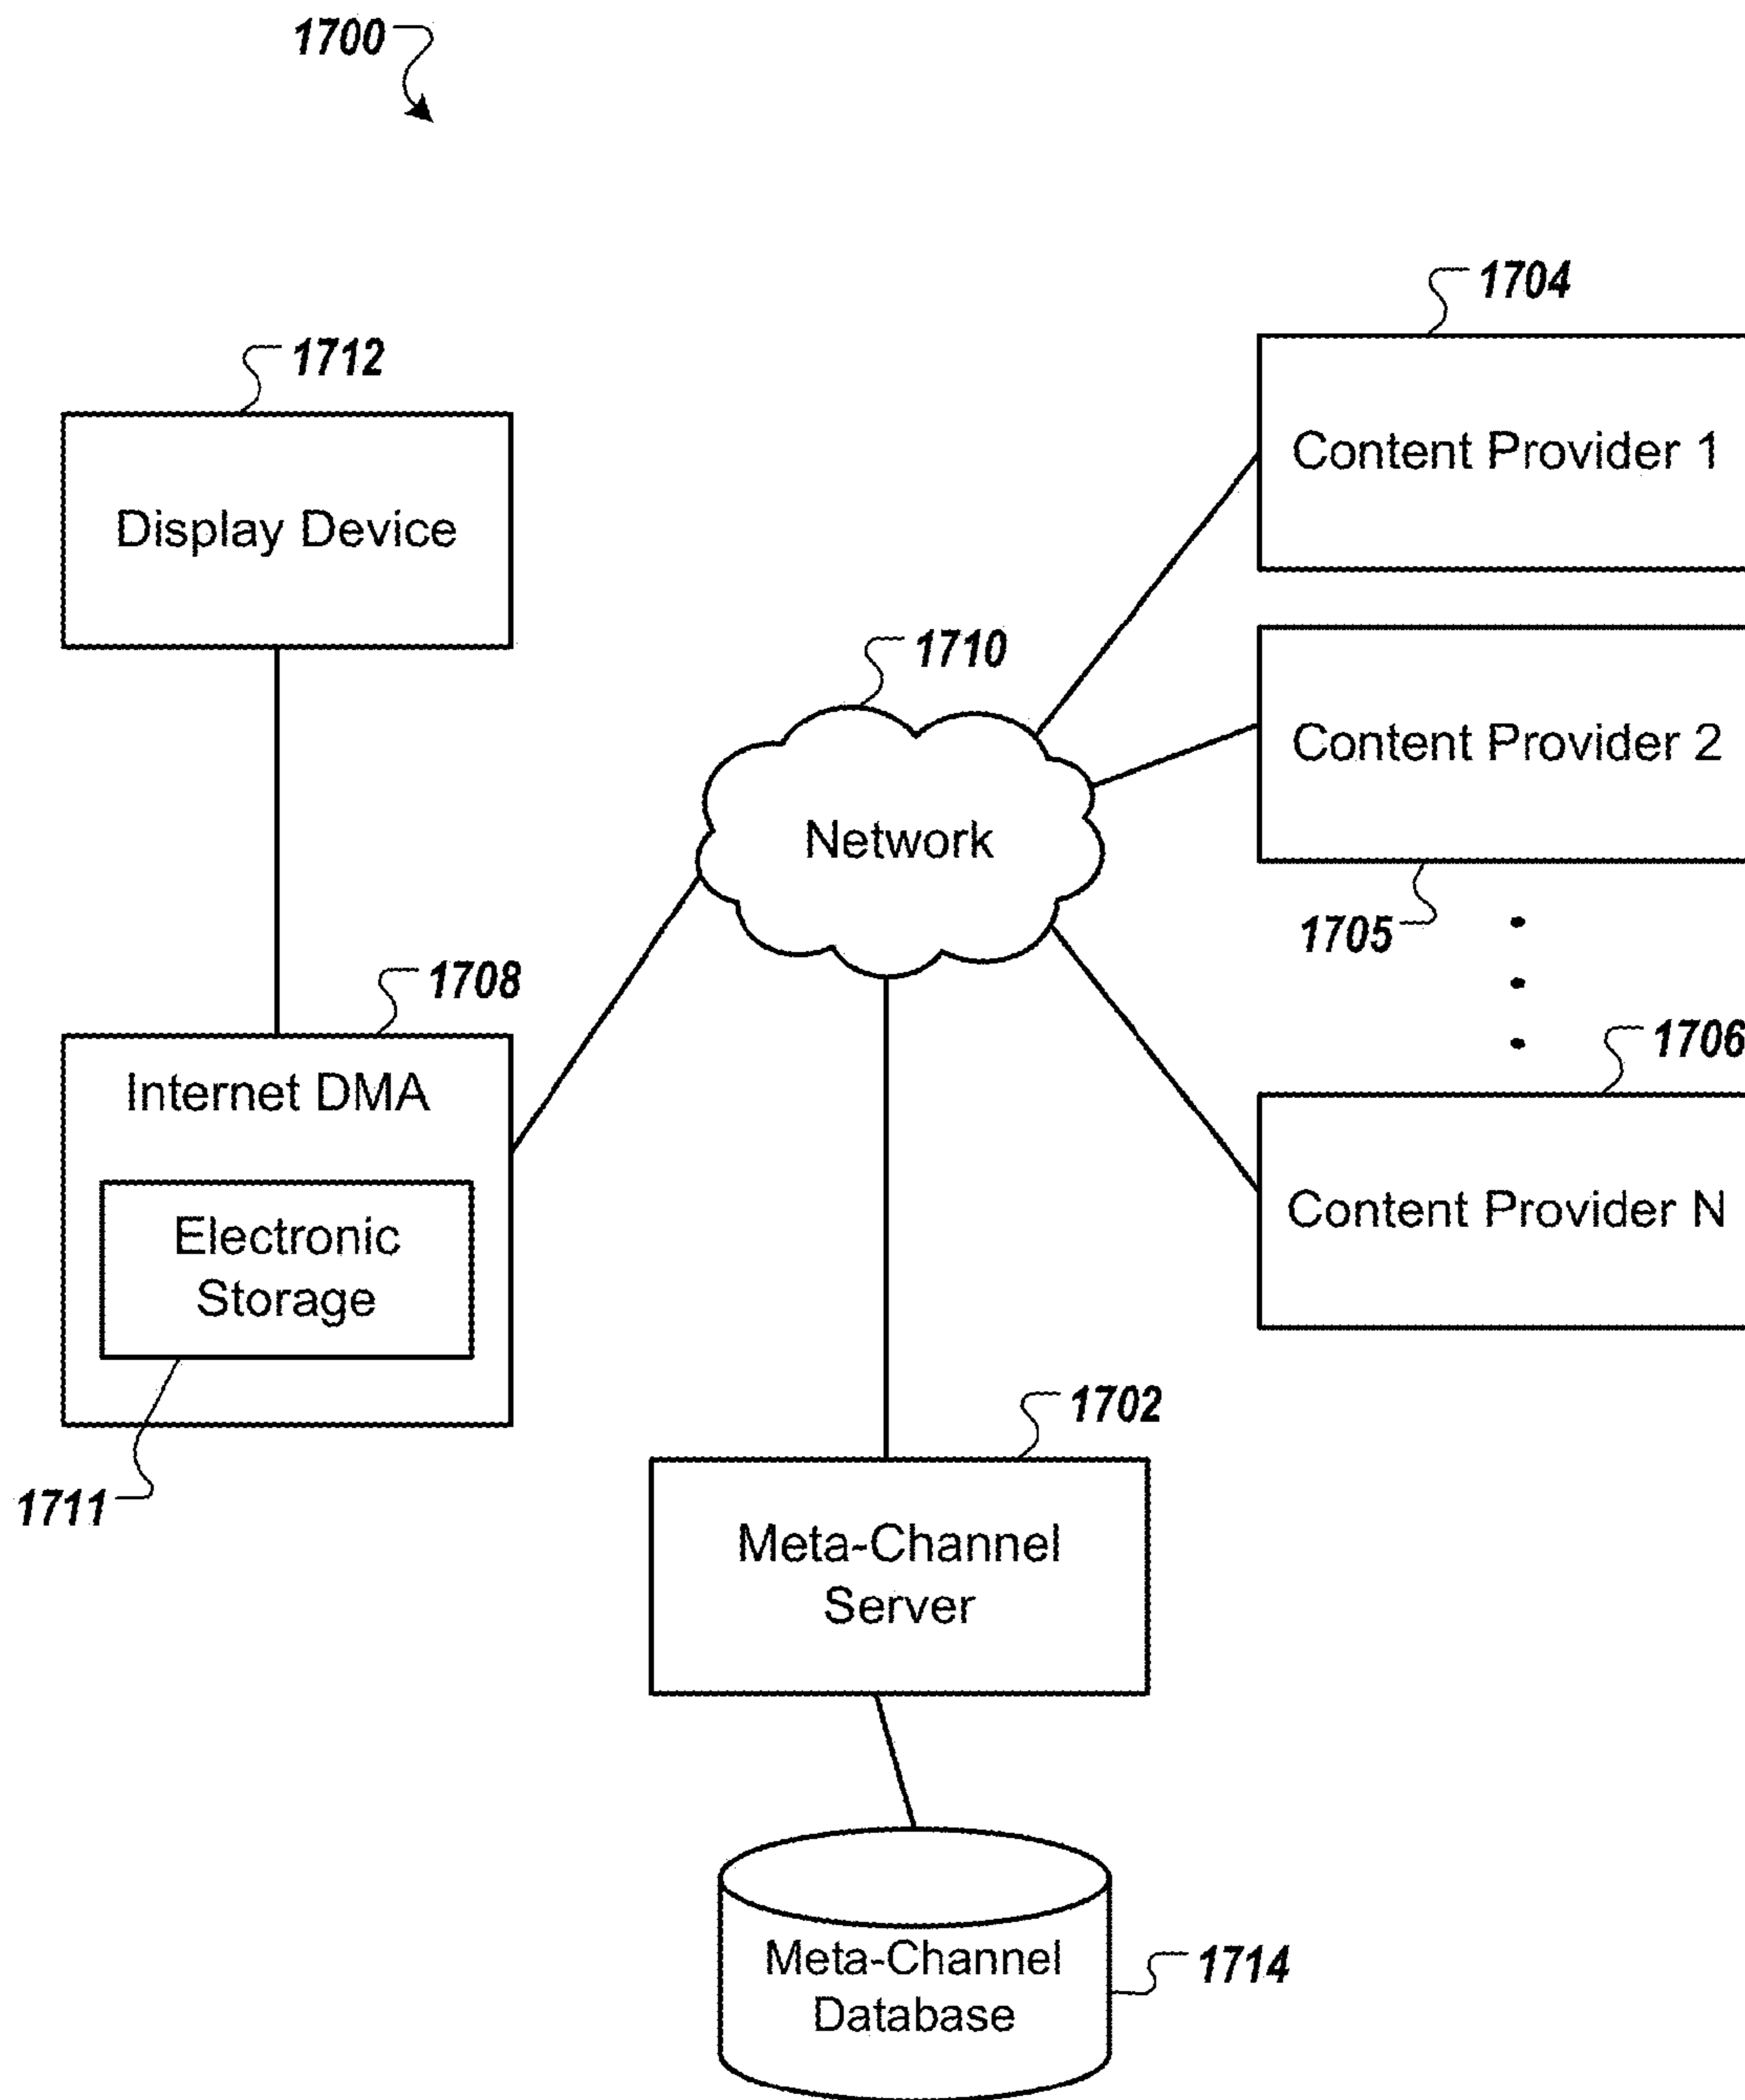 1700
1704
Content Provider 1
1712
Display Device
1710
Network
Content Provider 2
1705
1708
Internet DMA
Electronic
Storage
1711
1706
Content Provider N
1702
Meta-Channel
Server
Meta-Channel
Database
1714